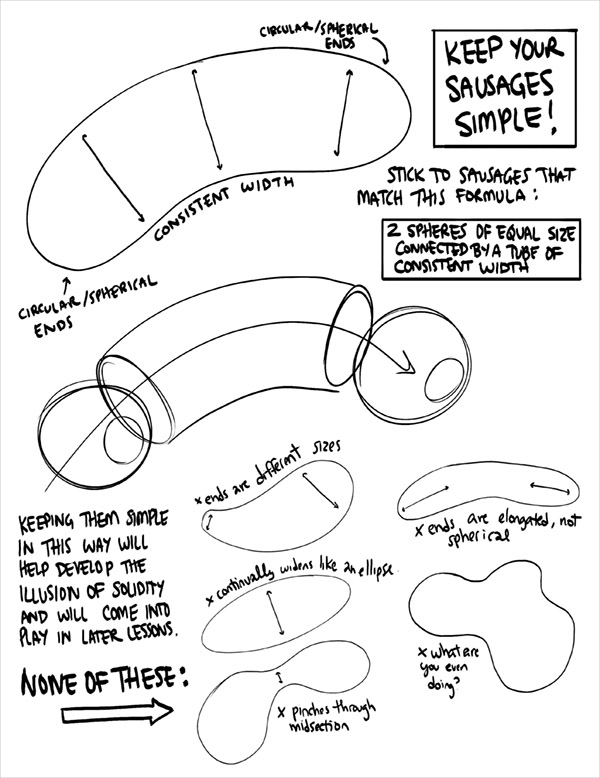 CIRCULAR/SPHERICAL
ENDS
KEEP YOUR
SAUSAGES
SIMPLE!
CONSISTENT WIDTH
STICK TO SAUSAGES THAT
MATCH THIS FORMULA:
2 SPHERES OF EQUAL SIZE
CONNECTED BY A TUBE OF
CONSISTENT WIDTH
CIRCULAR/SPHERICAL
ENDS
x ends are different sizes
x ends are elongated, not
spherical
KEEPING THEM SIMPLE
IN THIS WAY WILL
HELP DEVELOP THE
ILLUSION OF SOLIDITY
AND WILL COME INTO
PLAY IN LATER LESSONS.
x continually widens like an ellipse.
x what are
you even
doing?
NONE OF THESE:
x pinches through
midsection